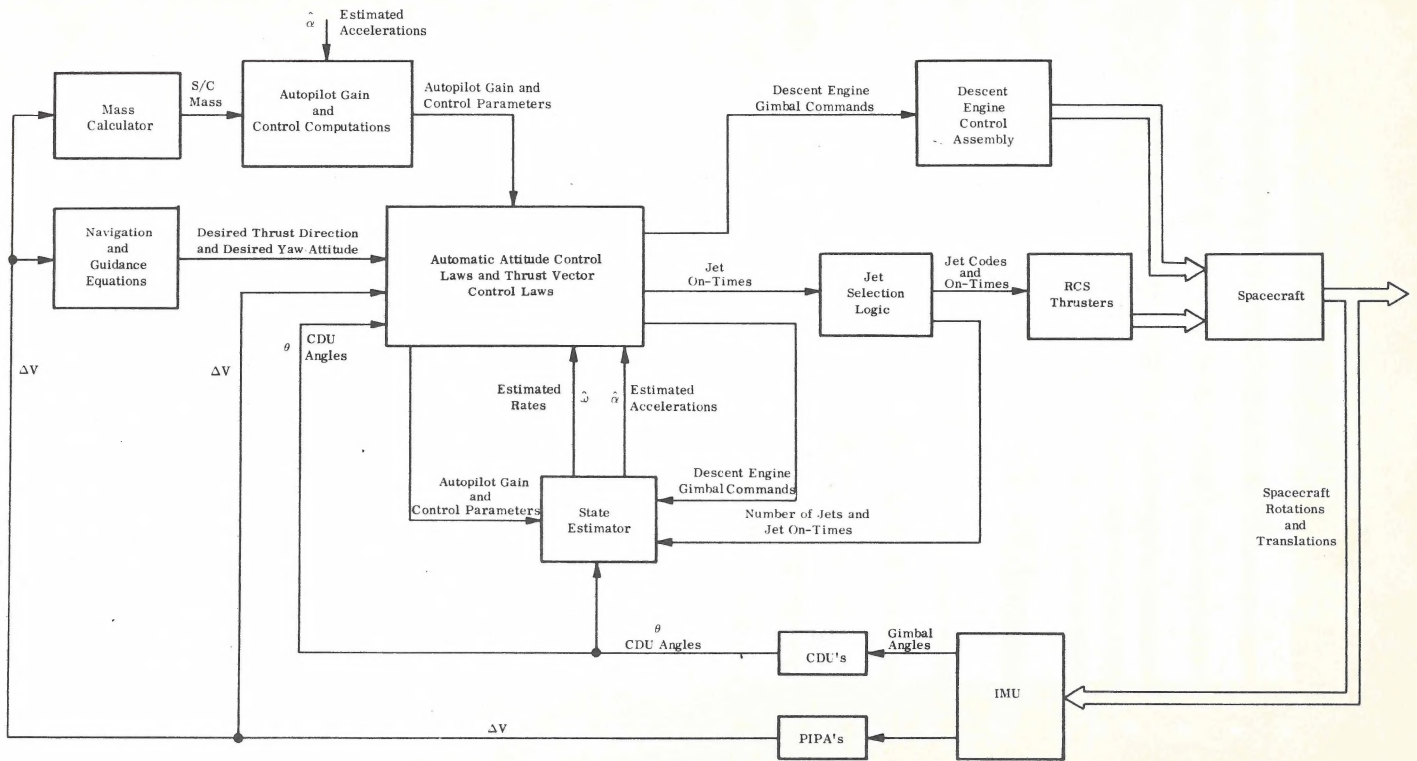 α̂
Estimated
Accelerations
Mass
Calculator
S/C
Mass
Autopilot Gain
and
Control Computations
Autopilot Gain and
Control Parameters
Descent Engine
Gimbal Commands
Descent
Engine
Control
Assembly
Navigation
and
Guidance
Equations
Desired Thrust Direction
and Desired Yaw Attitude
Automatic Attitude Control
Laws and Thrust Vector
Control Laws
Jet
On-Times
Jet
Selection
Logic
Jet Codes
and
On-Times
RCS
Thrusters
Spacecraft
ΔV
ΔV
θ
CDU
Angles
Estimated
Rates
ω̂
α̂
Estimated
Accelerations
Autopilot Gain
and
Control Parameters
State
Estimator
Descent Engine
Gimbal Commands
Number of Jets and
Jet On-Times
Spacecraft
Rotations
and
Translations
θ
CDU Angles
CDU's
Gimbal
Angles
IMU
ΔV
PIPA's